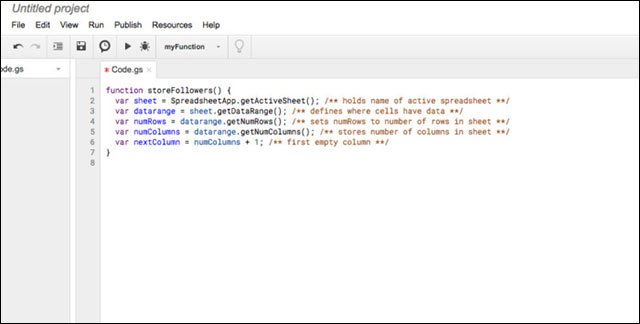 Untitled project
File Edit View Run Publish Resources Help
myFunction
ode.gs
* Code.gs ×
1 function storeFollowers() {
2 var sheet = SpreadsheetApp.getActiveSheet(); /** holds name of active spreadsheet **/
3 var datarange = sheet.getDataRange(); /** defines where cells have data **/
4 var numRows = datarange.getNumRows(); /** sets numRows to number of rows in sheet **/
5 var numColumns = datarange.getNumColumns(); /** stores number of columns in sheet **/
6 var nextColumn = numColumns + 1; /** first empty column **/
7 }
8